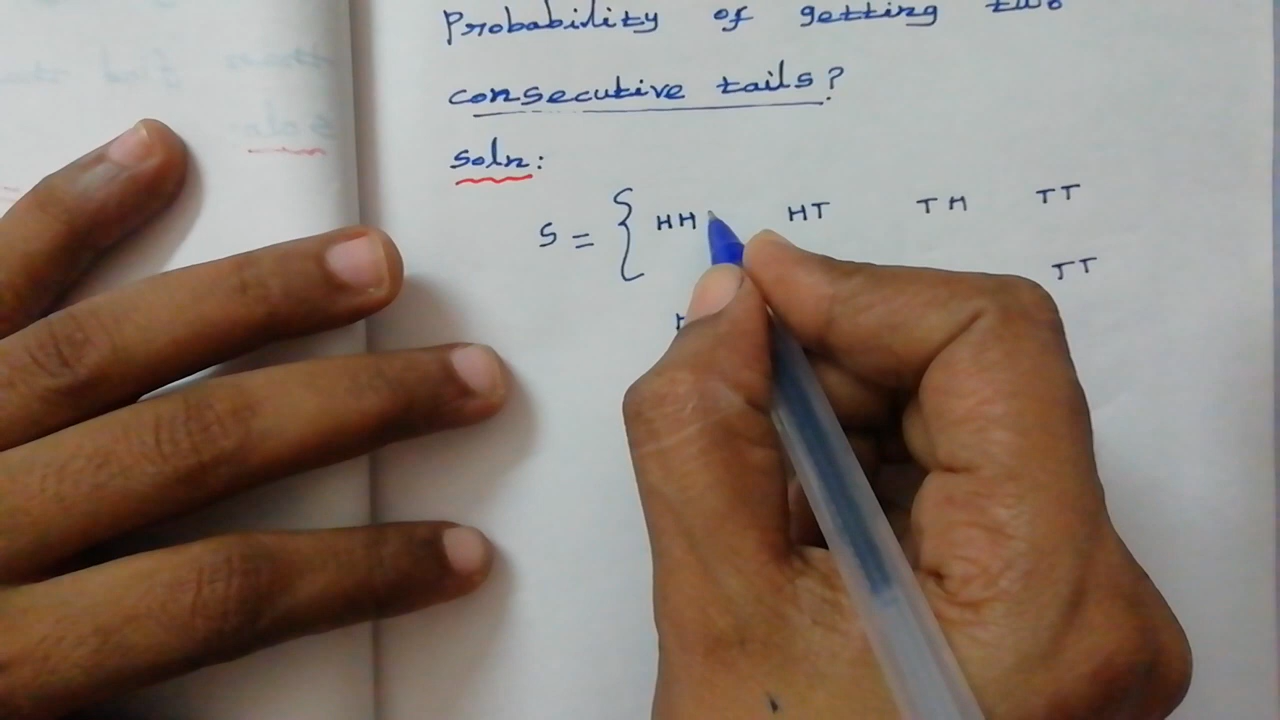 Probability of getting two
consecutive tails?
Soln:
S = { HH HT TH TT
TT